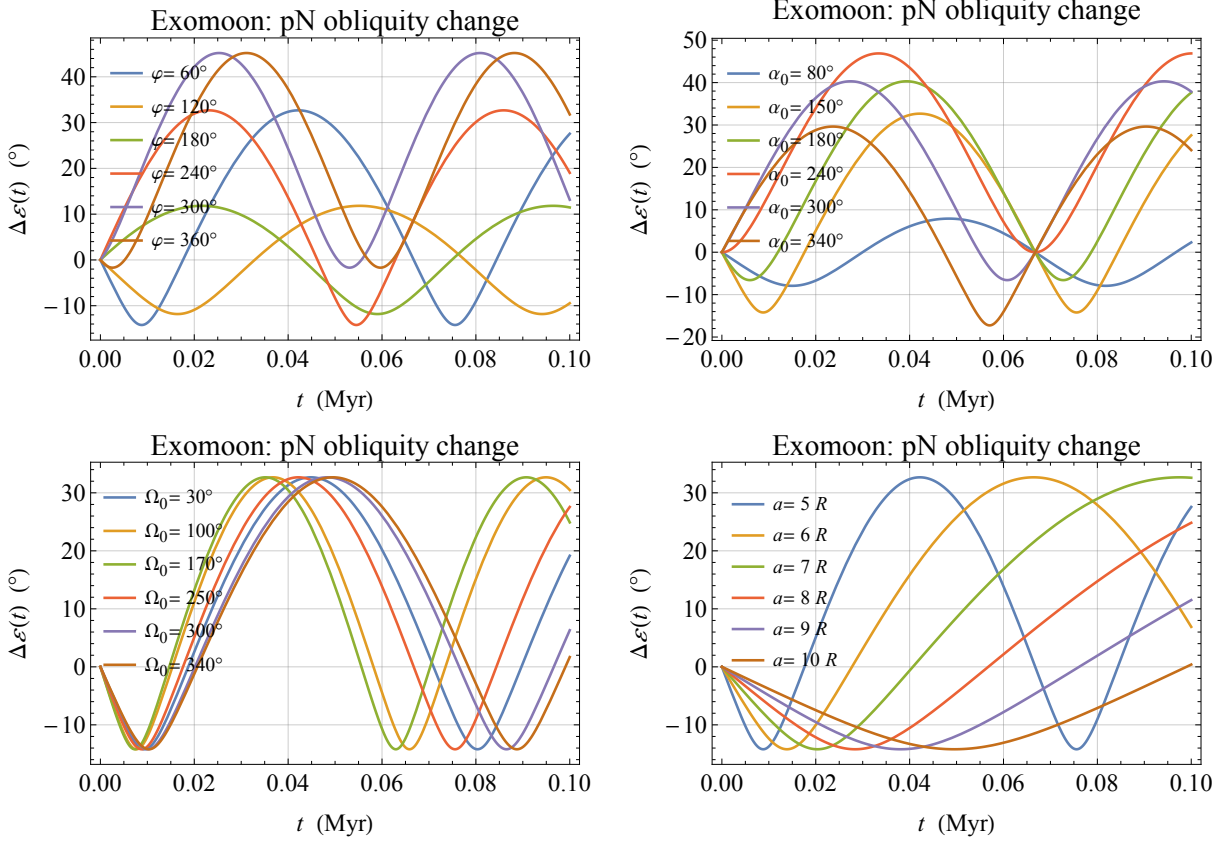 Exomoon: pN obliquity change
Δε(t) (°)
40
30
20
10
0
−10
φ= 60°
φ= 120°
φ= 180°
φ= 240°
φ= 300°
φ= 360°
0.00 0.02 0.04 0.06 0.08 0.10
t (Myr)
Exomoon: pN obliquity change
Δε(t) (°)
50
40
30
20
10
0
−10
−20
α0= 80°
α0= 150°
α0= 180°
α0= 240°
α0= 300°
α0= 340°
0.00 0.02 0.04 0.06 0.08 0.10
t (Myr)
Exomoon: pN obliquity change
Δε(t) (°)
30
20
10
0
−10
Ω0= 30°
Ω0= 100°
Ω0= 170°
Ω0= 250°
Ω0= 300°
Ω0= 340°
0.00 0.02 0.04 0.06 0.08 0.10
t (Myr)
Exomoon: pN obliquity change
Δε(t) (°)
30
20
10
0
−10
a= 5 R
a= 6 R
a= 7 R
a= 8 R
a= 9 R
a= 10 R
0.00 0.02 0.04 0.06 0.08 0.10
t (Myr)